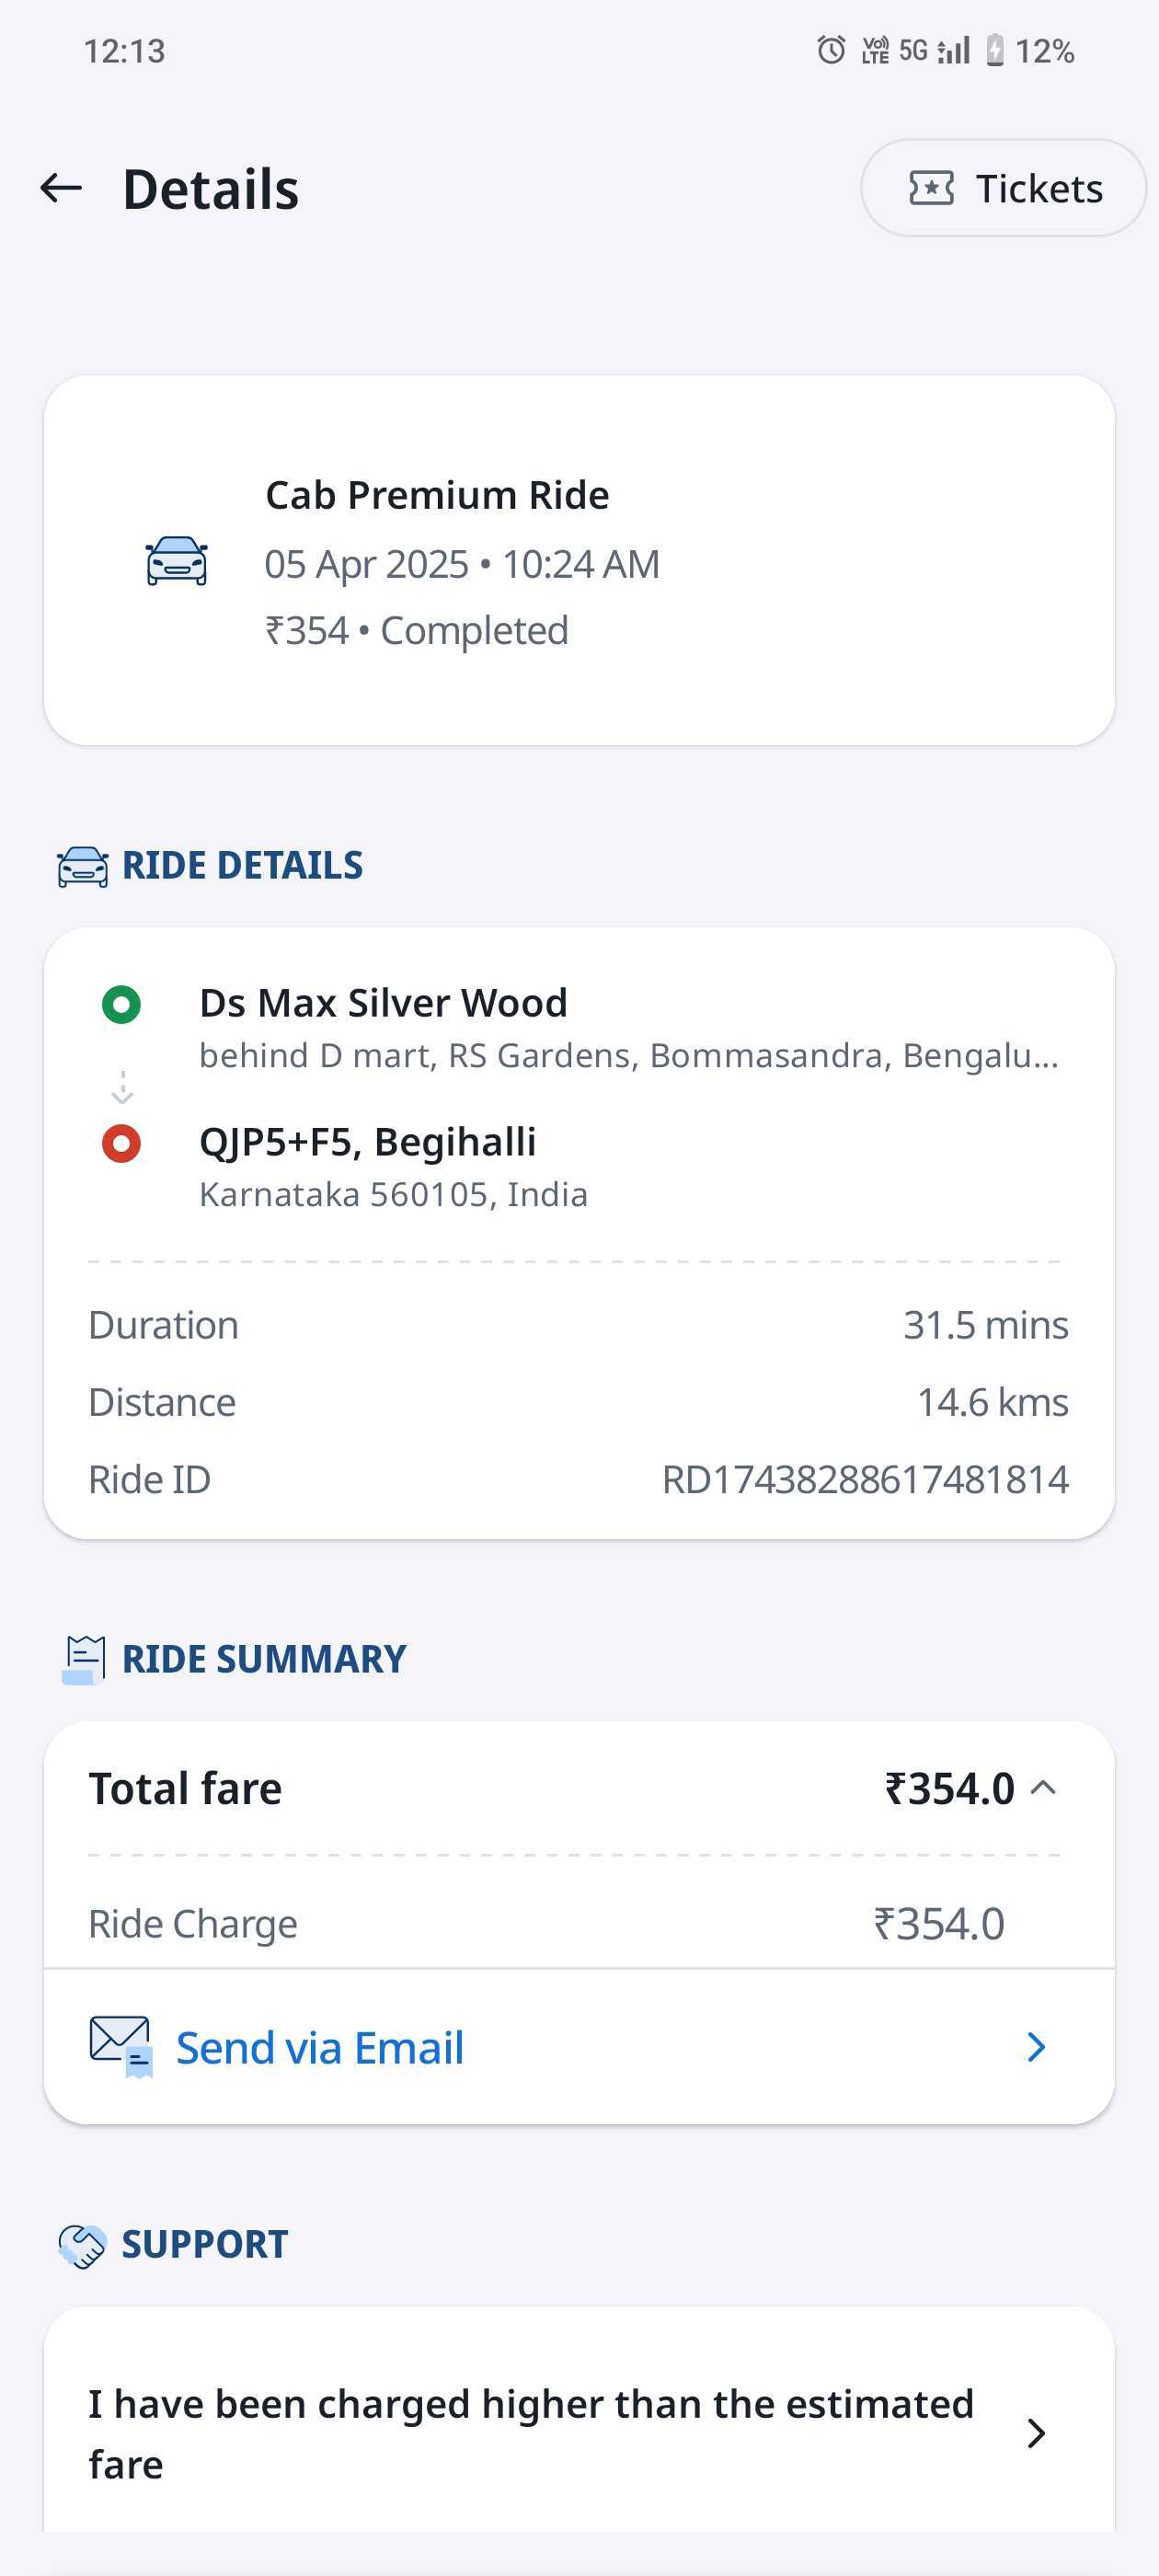 12:13
Vo) LTE 5G 12%
Details
Tickets
Cab Premium Ride
05 Apr 2025 • 10:24 AM
₹354 • Completed
RIDE DETAILS
Ds Max Silver Wood
behind D mart, RS Gardens, Bommasandra, Bengalu...
QJP5+F5, Begihalli
Karnataka 560105, India
Duration 31.5 mins
Distance 14.6 kms
Ride ID RD17438288617481814
RIDE SUMMARY
Total fare ₹354.0
Ride Charge ₹354.0
Send via Email
SUPPORT
I have been charged higher than the estimated
fare